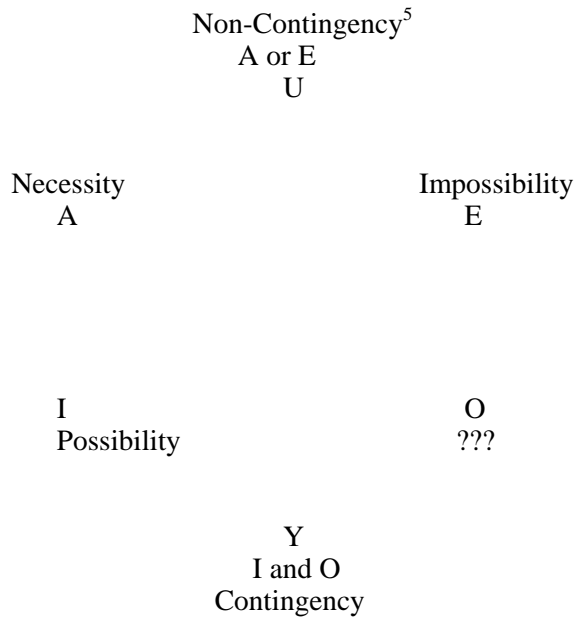 Non-Contingency⁵
A or E
U
Necessity Impossibility
A E
I O
Possibility ???
Y
I and O
Contingency